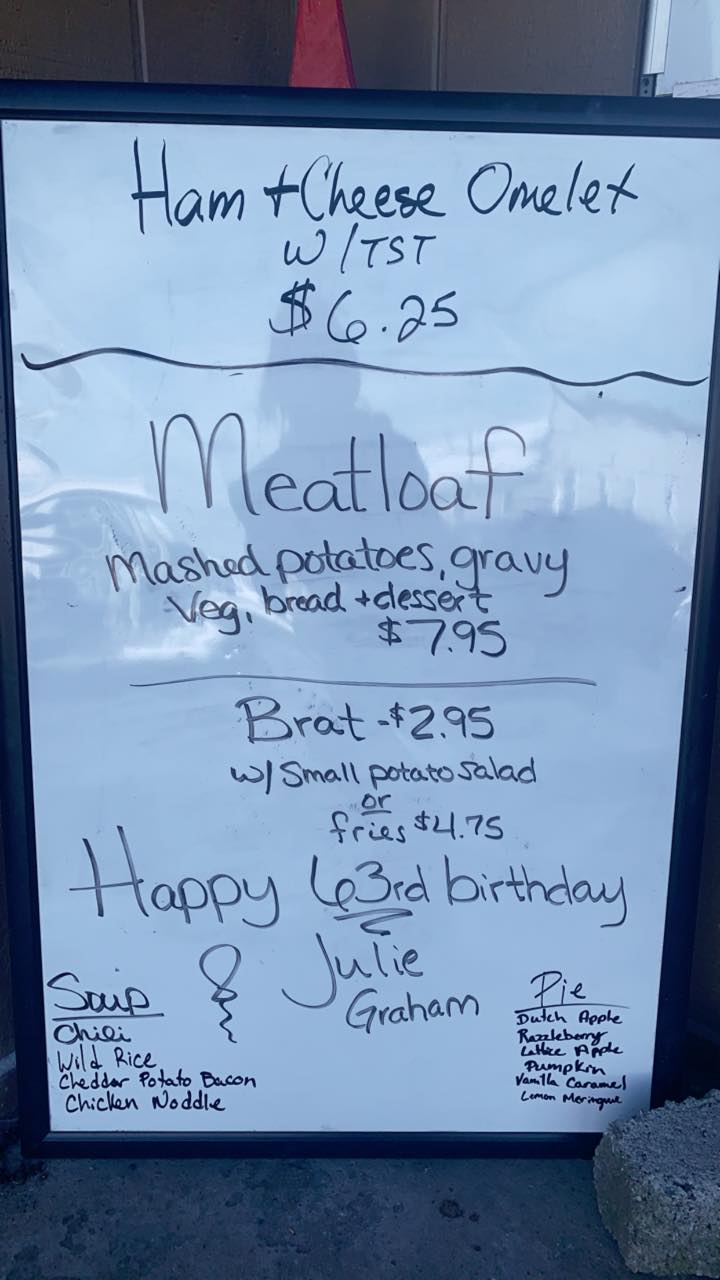 Ham + Cheese Omelet
W/TST
$6.25
Meatloaf
Mashed potatoes, gravy
Veg, bread + dessert
$7.95
Brat - $2.95
w/ Small potato salad
or
fries $4.75
Happy 63rd birthday
Julie
Graham
Soup
Chili
Wild Rice
Cheddar Potato Bacon
Chicken Noddle
Pie
Dutch Apple
Razzleberry
Lattice Apple
Pumpkin
Vanilla Caramel
Lemon Meringue